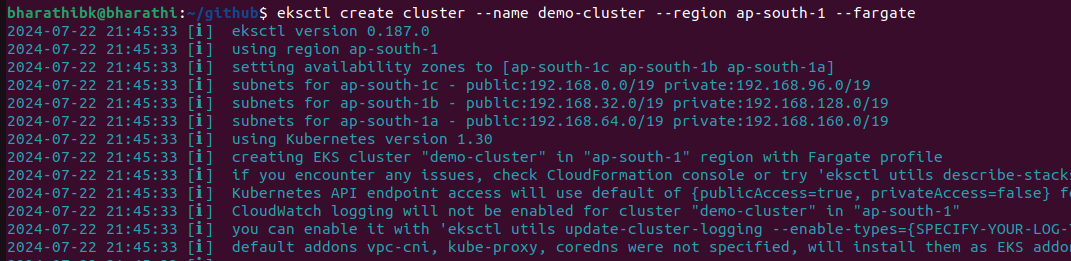 bharathibk@bharathi:~/github$ eksctl create cluster --name demo-cluster --region ap-south-1 --fargate
2024-07-22 21:45:33 [ℹ]  eksctl version 0.187.0
2024-07-22 21:45:33 [ℹ]  using region ap-south-1
2024-07-22 21:45:33 [ℹ]  setting availability zones to [ap-south-1c ap-south-1b ap-south-1a]
2024-07-22 21:45:33 [ℹ]  subnets for ap-south-1c - public:192.168.0.0/19 private:192.168.96.0/19
2024-07-22 21:45:33 [ℹ]  subnets for ap-south-1b - public:192.168.32.0/19 private:192.168.128.0/19
2024-07-22 21:45:33 [ℹ]  subnets for ap-south-1a - public:192.168.64.0/19 private:192.168.160.0/19
2024-07-22 21:45:33 [ℹ]  using Kubernetes version 1.30
2024-07-22 21:45:33 [ℹ]  creating EKS cluster "demo-cluster" in "ap-south-1" region with Fargate profile
2024-07-22 21:45:33 [ℹ]  if you encounter any issues, check CloudFormation console or try 'eksctl utils describe-stacks
2024-07-22 21:45:33 [ℹ]  Kubernetes API endpoint access will use default of {publicAccess=true, privateAccess=false} fo
2024-07-22 21:45:33 [ℹ]  CloudWatch logging will not be enabled for cluster "demo-cluster" in "ap-south-1"
2024-07-22 21:45:33 [ℹ]  you can enable it with 'eksctl utils update-cluster-logging --enable-types={SPECIFY-YOUR-LOG-
2024-07-22 21:45:33 [ℹ]  default addons vpc-cni, kube-proxy, coredns were not specified, will install them as EKS addon